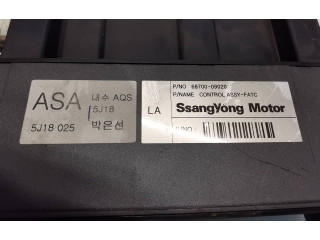 ASA
내수 AQS
5J18
5J18 025
박은선
LA
P/NO 68700-09020
P/NAME CONTROL ASSY-FATC
SsangYong Motor